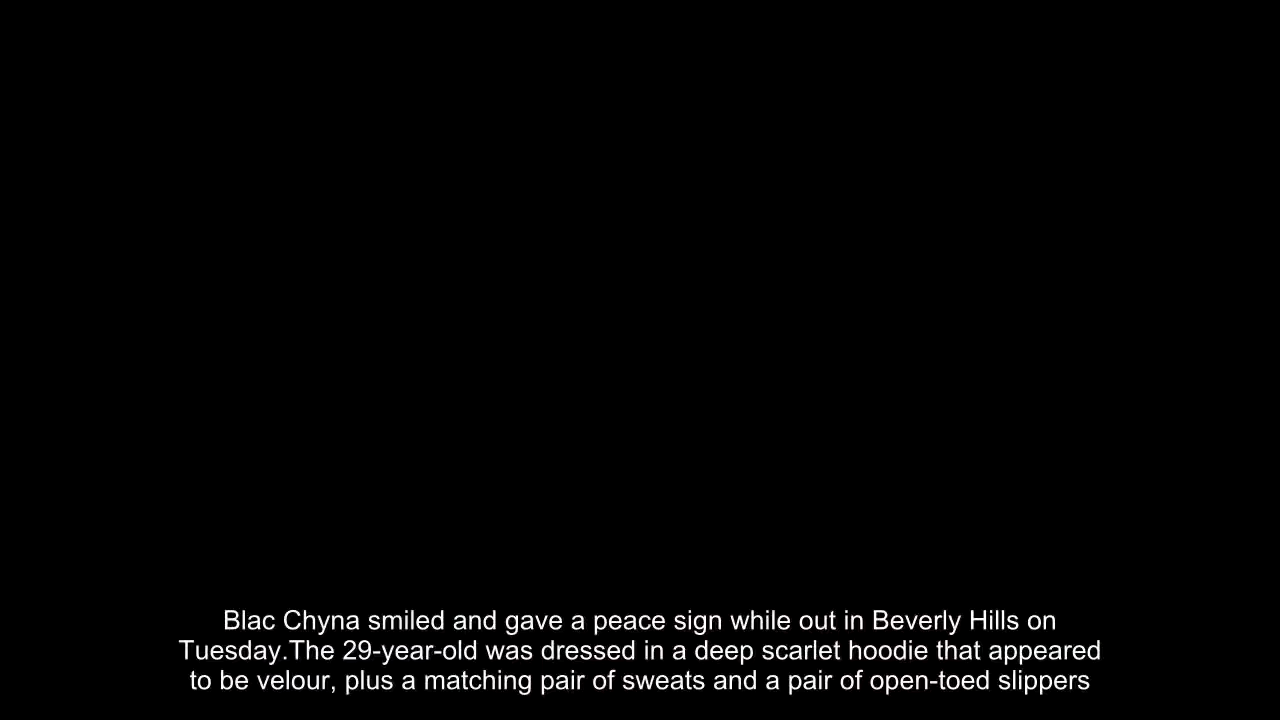 Blac Chyna smiled and gave a peace sign while out in Beverly Hills on
Tuesday.The 29-year-old was dressed in a deep scarlet hoodie that appeared
to be velour, plus a matching pair of sweats and a pair of open-toed slippers